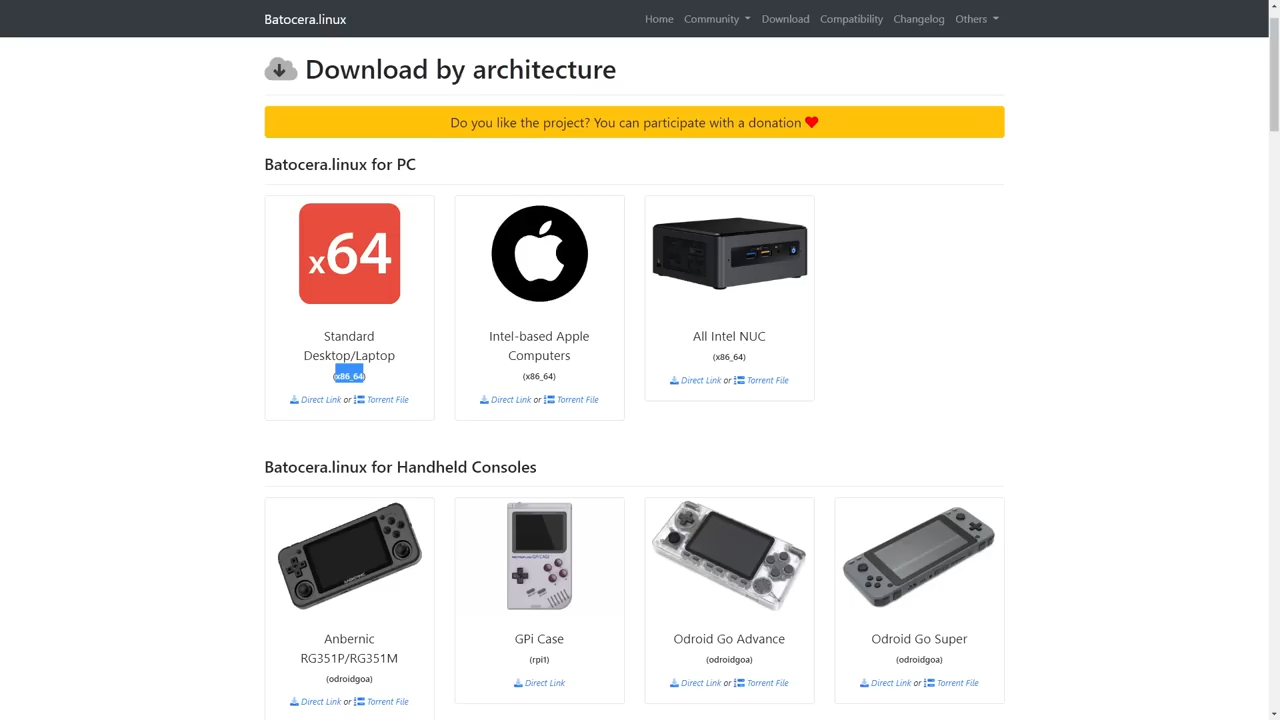 Batocera.linux
Home Community Download Compatibility Changelog Others
Download by architecture
Do you like the project? You can participate with a donation
Batocera.linux for PC
x64
Standard
Desktop/Laptop
(x86_64)
Direct Link or Torrent File
Intel-based Apple
Computers
(x86_64)
Direct Link or Torrent File
All Intel NUC
(x86_64)
Direct Link or Torrent File
Batocera.linux for Handheld Consoles
Anbernic
RG351P/RG351M
(odroidgoa)
Direct Link or Torrent File
GPi Case
(rpi1)
Direct Link
Odroid Go Advance
(odroidgoa)
Direct Link or Torrent File
Odroid Go Super
(odroidgoa)
Direct Link or Torrent File